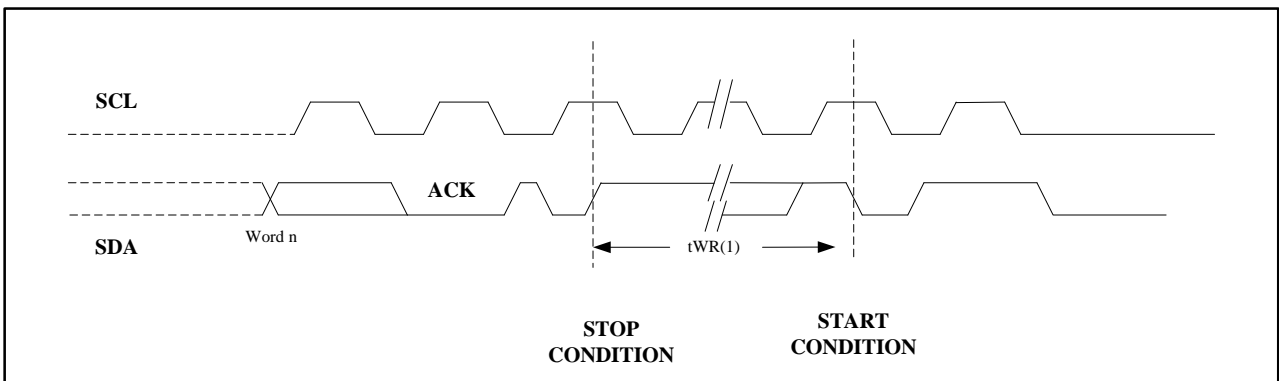 SCL
ACK
Word n
SDA
tWR(1)
STOP
CONDITION
START
CONDITION